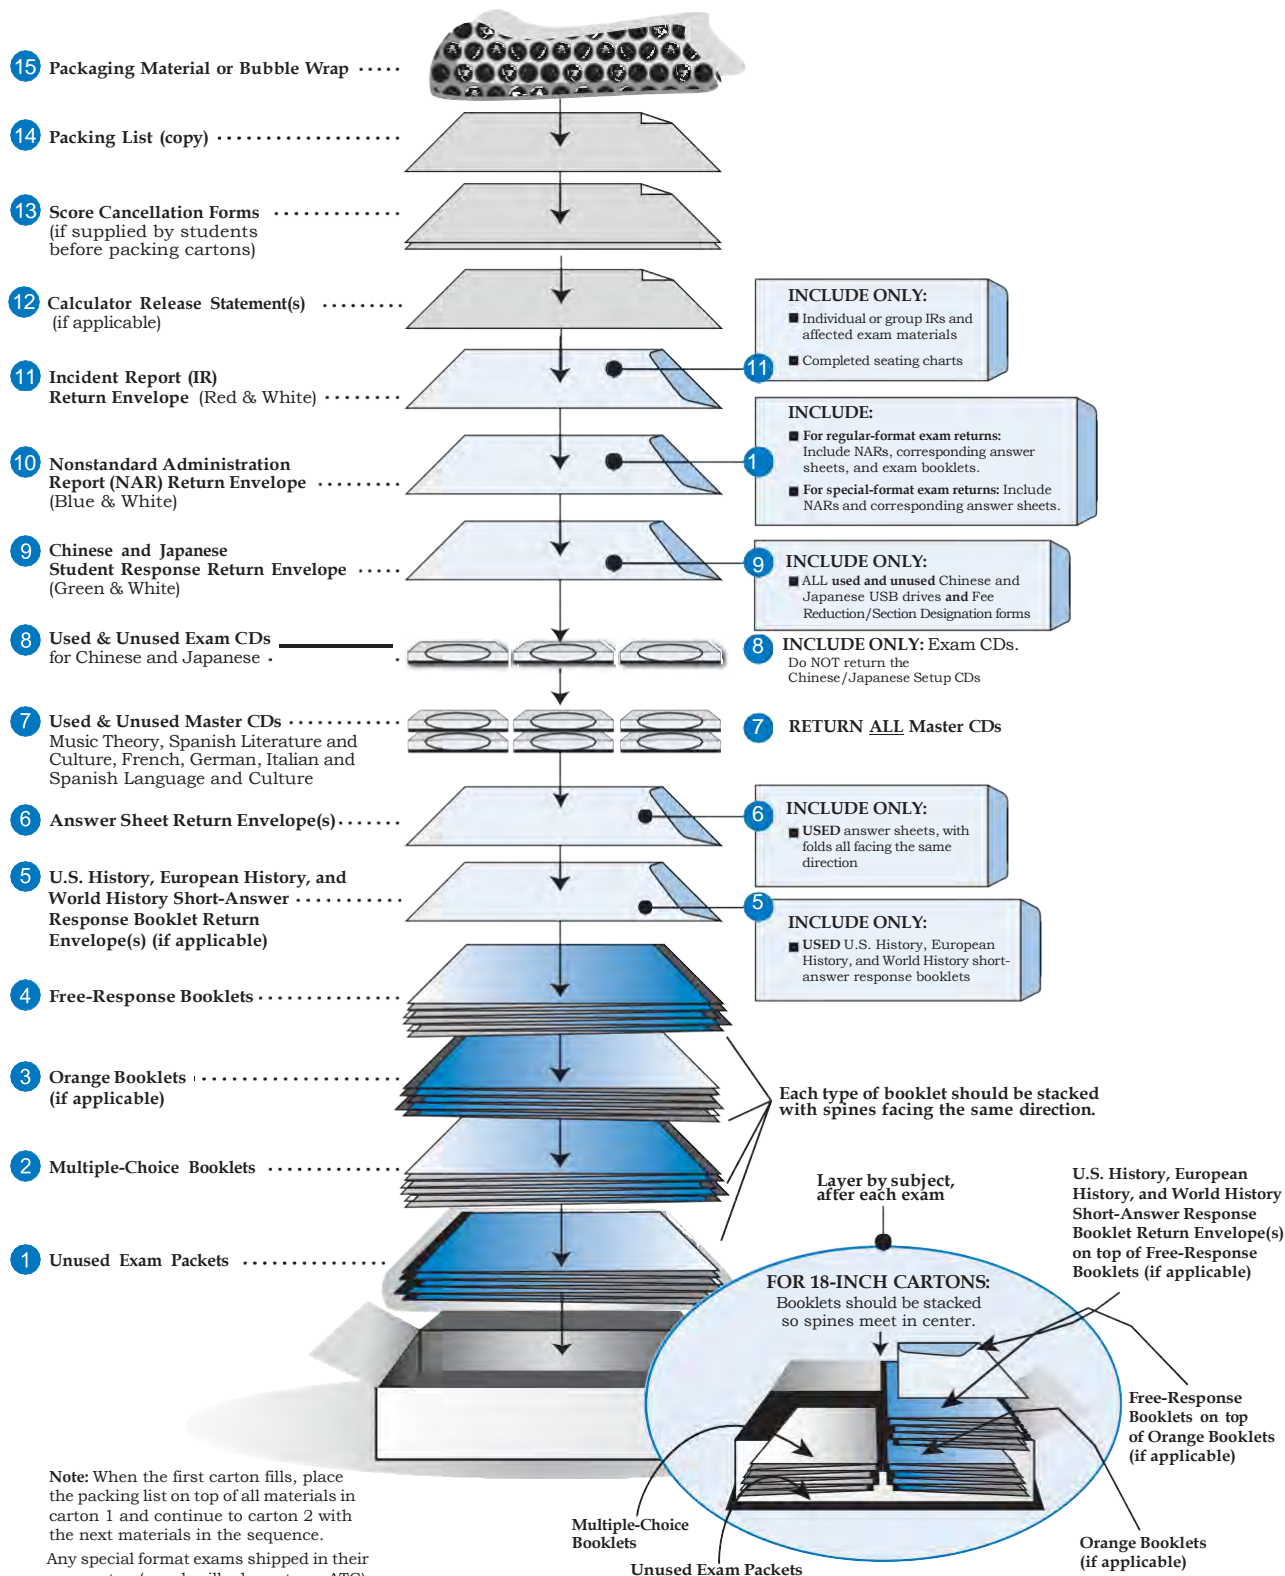 15 Packaging Material or Bubble Wrap
14 Packing List (copy)
13 Score Cancellation Forms
(if supplied by students
before packing cartons)
12 Calculator Release Statement(s)
(if applicable)
11 Incident Report (IR)
Return Envelope (Red & White)
11 INCLUDE ONLY:
Individual or group IRs and
affected exam materials
Completed seating charts
10 Nonstandard Administration
Report (NAR) Return Envelope
(Blue & White)
1 INCLUDE:
For regular-format exam returns:
Include NARs, corresponding answer
sheets, and exam booklets.
For special-format exam returns: Include
NARs and corresponding answer sheets.
9 Chinese and Japanese
Student Response Return Envelope
(Green & White)
9 INCLUDE ONLY:
ALL used and unused Chinese and
Japanese USB drives and Fee
Reduction/Section Designation forms
8 Used & Unused Exam CDs
for Chinese and Japanese
8 INCLUDE ONLY: Exam CDs.
Do NOT return the
Chinese/Japanese Setup CDs
7 Used & Unused Master CDs
Music Theory, Spanish Literature and
Culture, French, German, Italian and
Spanish Language and Culture
7 RETURN ALL Master CDs
6 Answer Sheet Return Envelope(s)
6 INCLUDE ONLY:
USED answer sheets, with
folds all facing the same
direction
5 U.S. History, European History, and
World History Short-Answer
Response Booklet Return
Envelope(s) (if applicable)
5 INCLUDE ONLY:
USED U.S. History, European
History, and World History short-
answer response booklets
4 Free-Response Booklets
3 Orange Booklets
(if applicable)
Each type of booklet should be stacked
with spines facing the same direction.
2 Multiple-Choice Booklets
1 Unused Exam Packets
Layer by subject,
after each exam
U.S. History, European
History, and World History
Short-Answer Response
Booklet Return Envelope(s)
on top of Free-Response
Booklets (if applicable)
FOR 18-INCH CARTONS:
Booklets should be stacked
so spines meet in center.
Free-Response
Booklets on top
of Orange Booklets
(if applicable)
Multiple-Choice
Booklets
Unused Exam Packets
Orange Booklets
(if applicable)
Note: When the first carton fills, place
the packing list on top of all materials in
carton 1 and continue to carton 2 with
the next materials in the sequence.
Any special format exams shipped in their